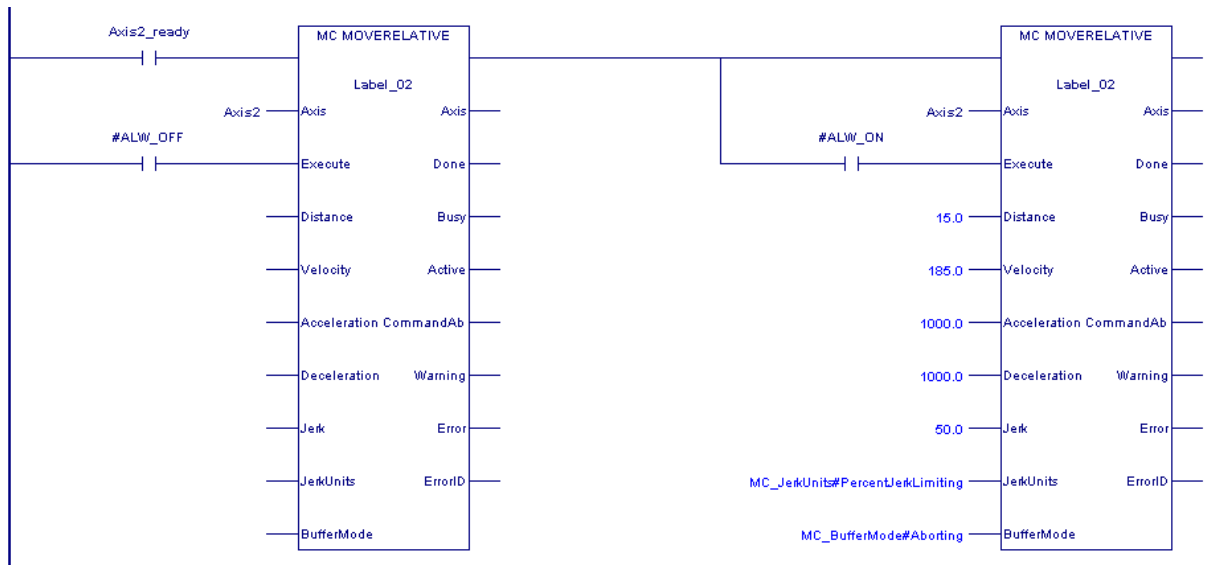 Axis2_ready
MC MOVERELATIVE
MC MOVERELATIVE
Label_02
Label_02
Axis2 Axis Axis
Axis2 Axis Axis
#ALW_OFF
#ALW_ON
Execute Done
Execute Done
Distance Busy
15.0 Distance Busy
Velocity Active
185.0 Velocity Active
Acceleration CommandAb
1000.0 Acceleration CommandAb
Deceleration Warning
1000.0 Deceleration Warning
Jerk Error
50.0 Jerk Error
JerkUnits ErrorID
MC_JerkUnits#PercentJerkLimiting JerkUnits ErrorID
BufferMode
MC_BufferMode#Aborting BufferMode